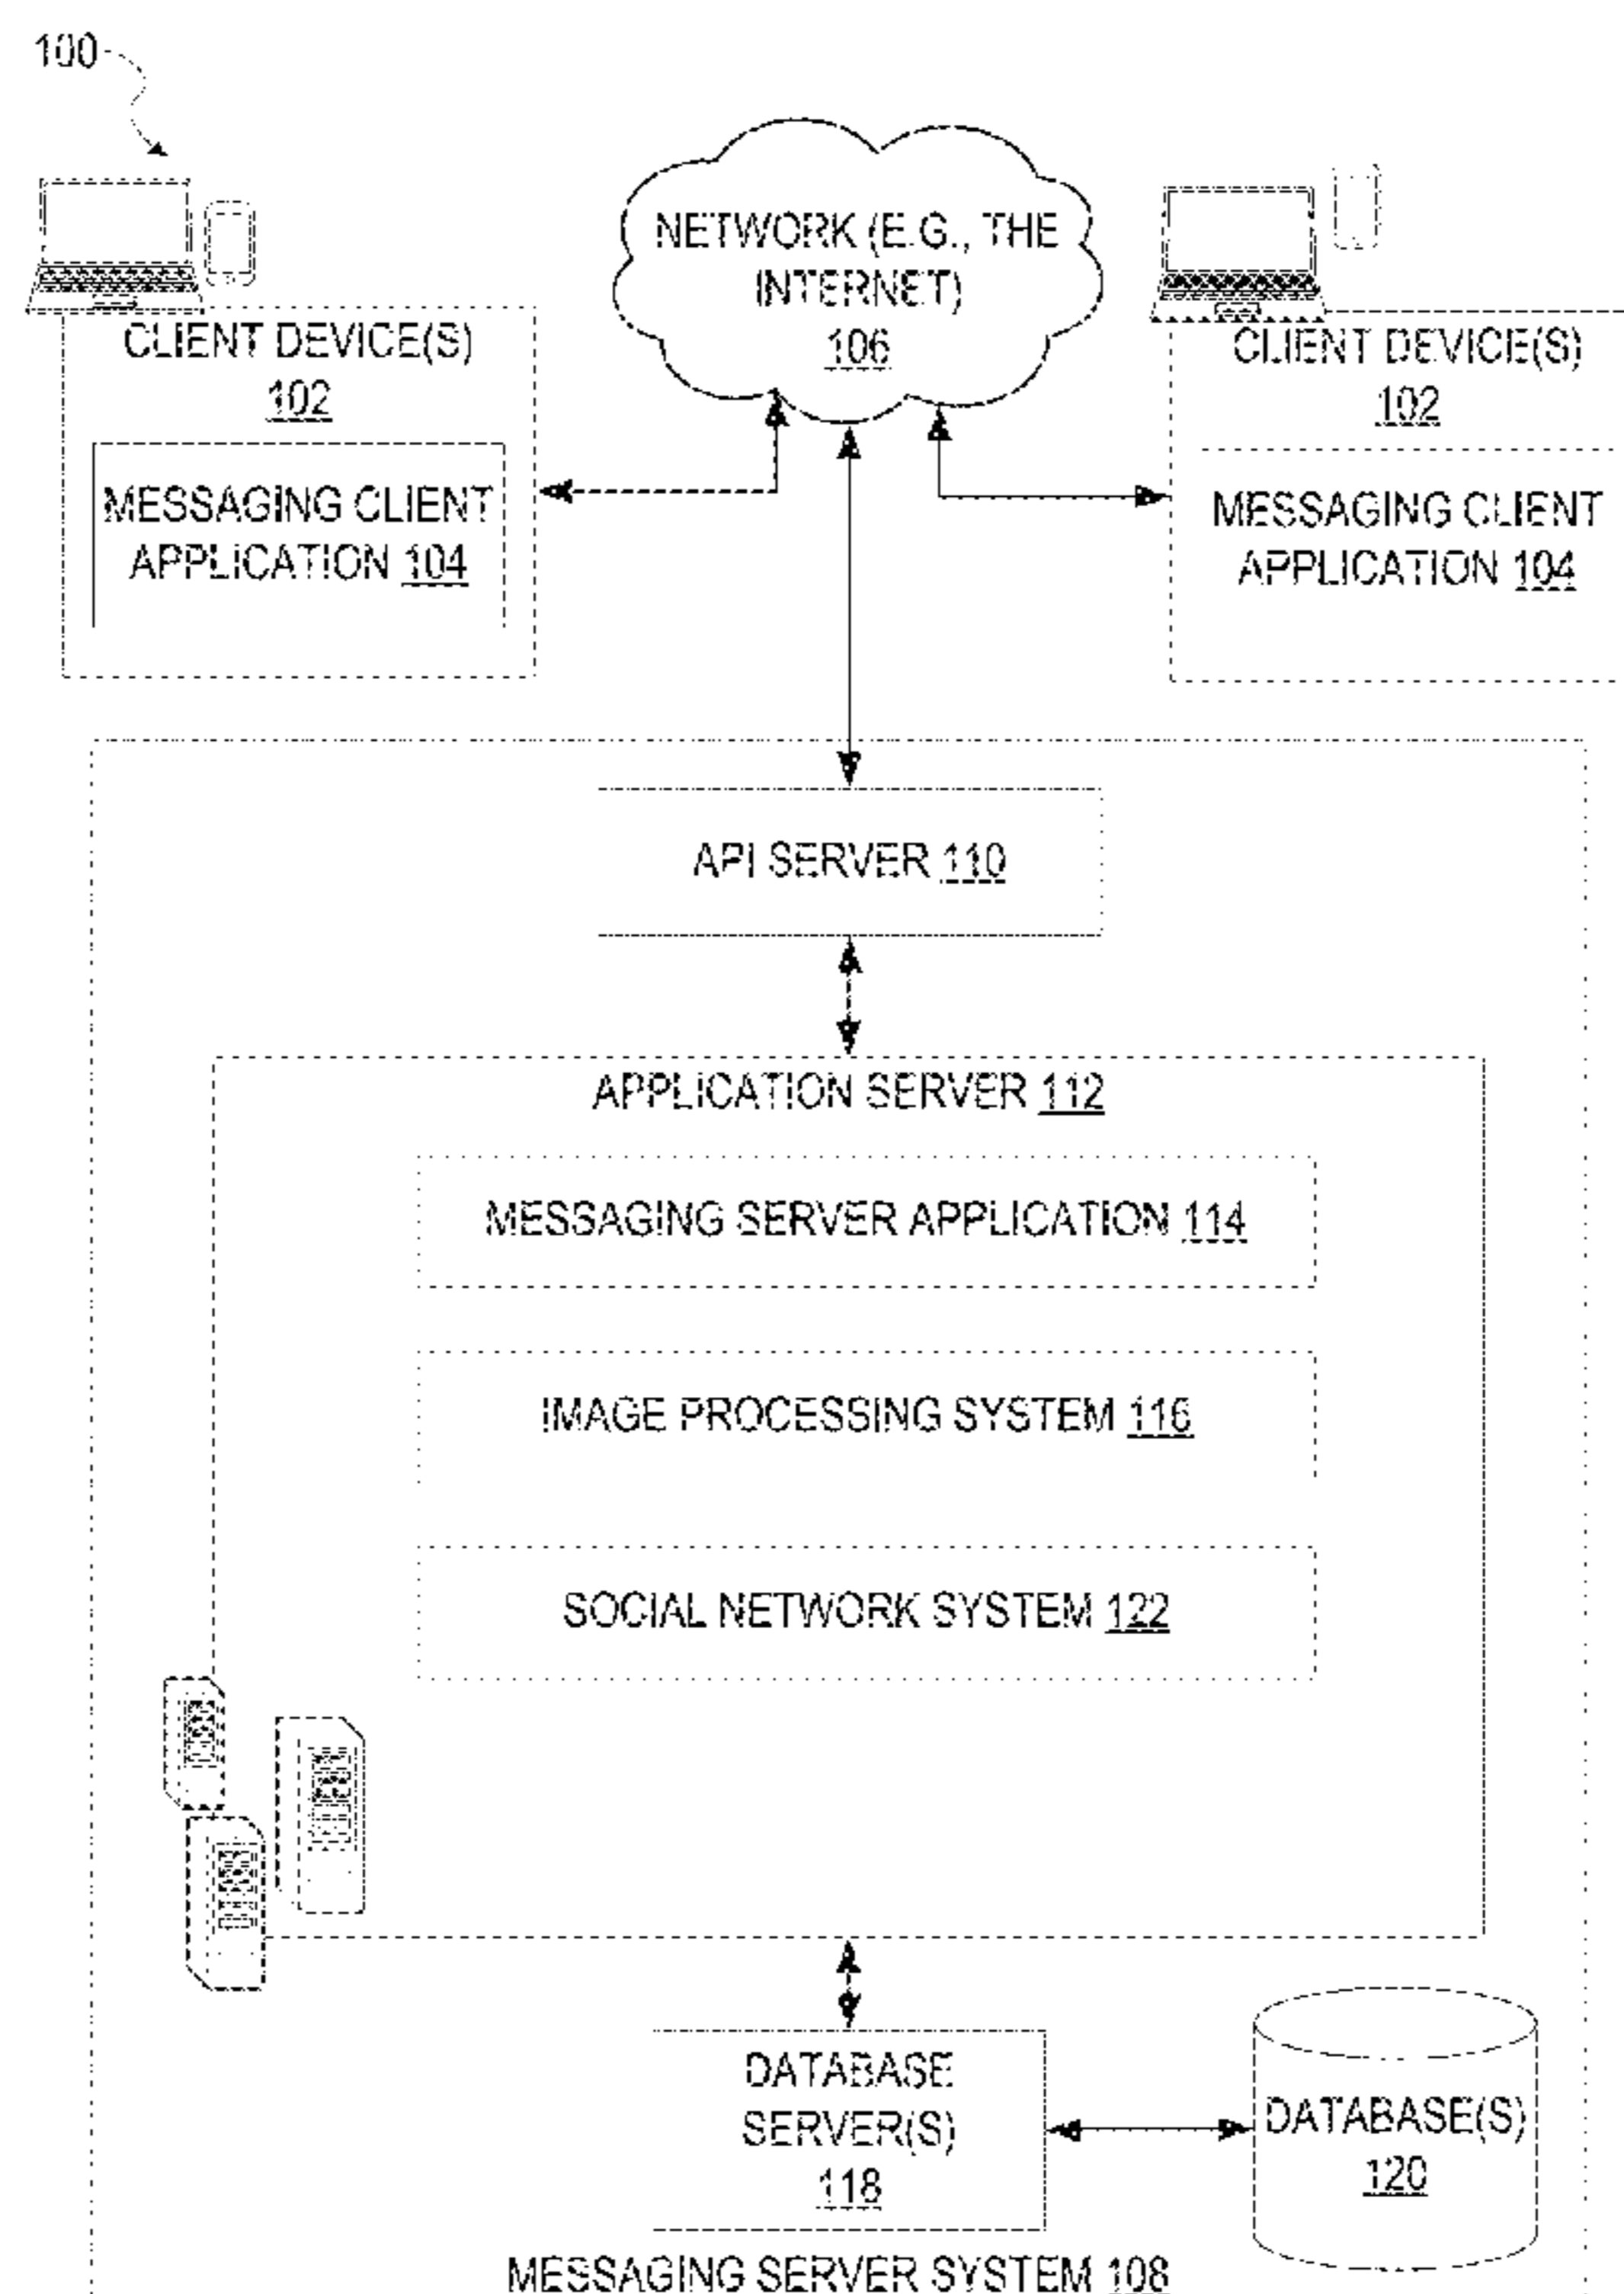 100
NETWORK (E.G., THE
INTERNET)
106
CLIENT DEVICE(S)
102
MESSAGING CLIENT
APPLICATION 104
CLIENT DEVICE(S)
102
MESSAGING CLIENT
APPLICATION 104
API SERVER 110
APPLICATION SERVER 112
MESSAGING SERVER APPLICATION 114
IMAGE PROCESSING SYSTEM 116
SOCIAL NETWORK SYSTEM 122
DATABASE
SERVER(S)
118
DATABASE(S)
120
MESSAGING SERVER SYSTEM 108